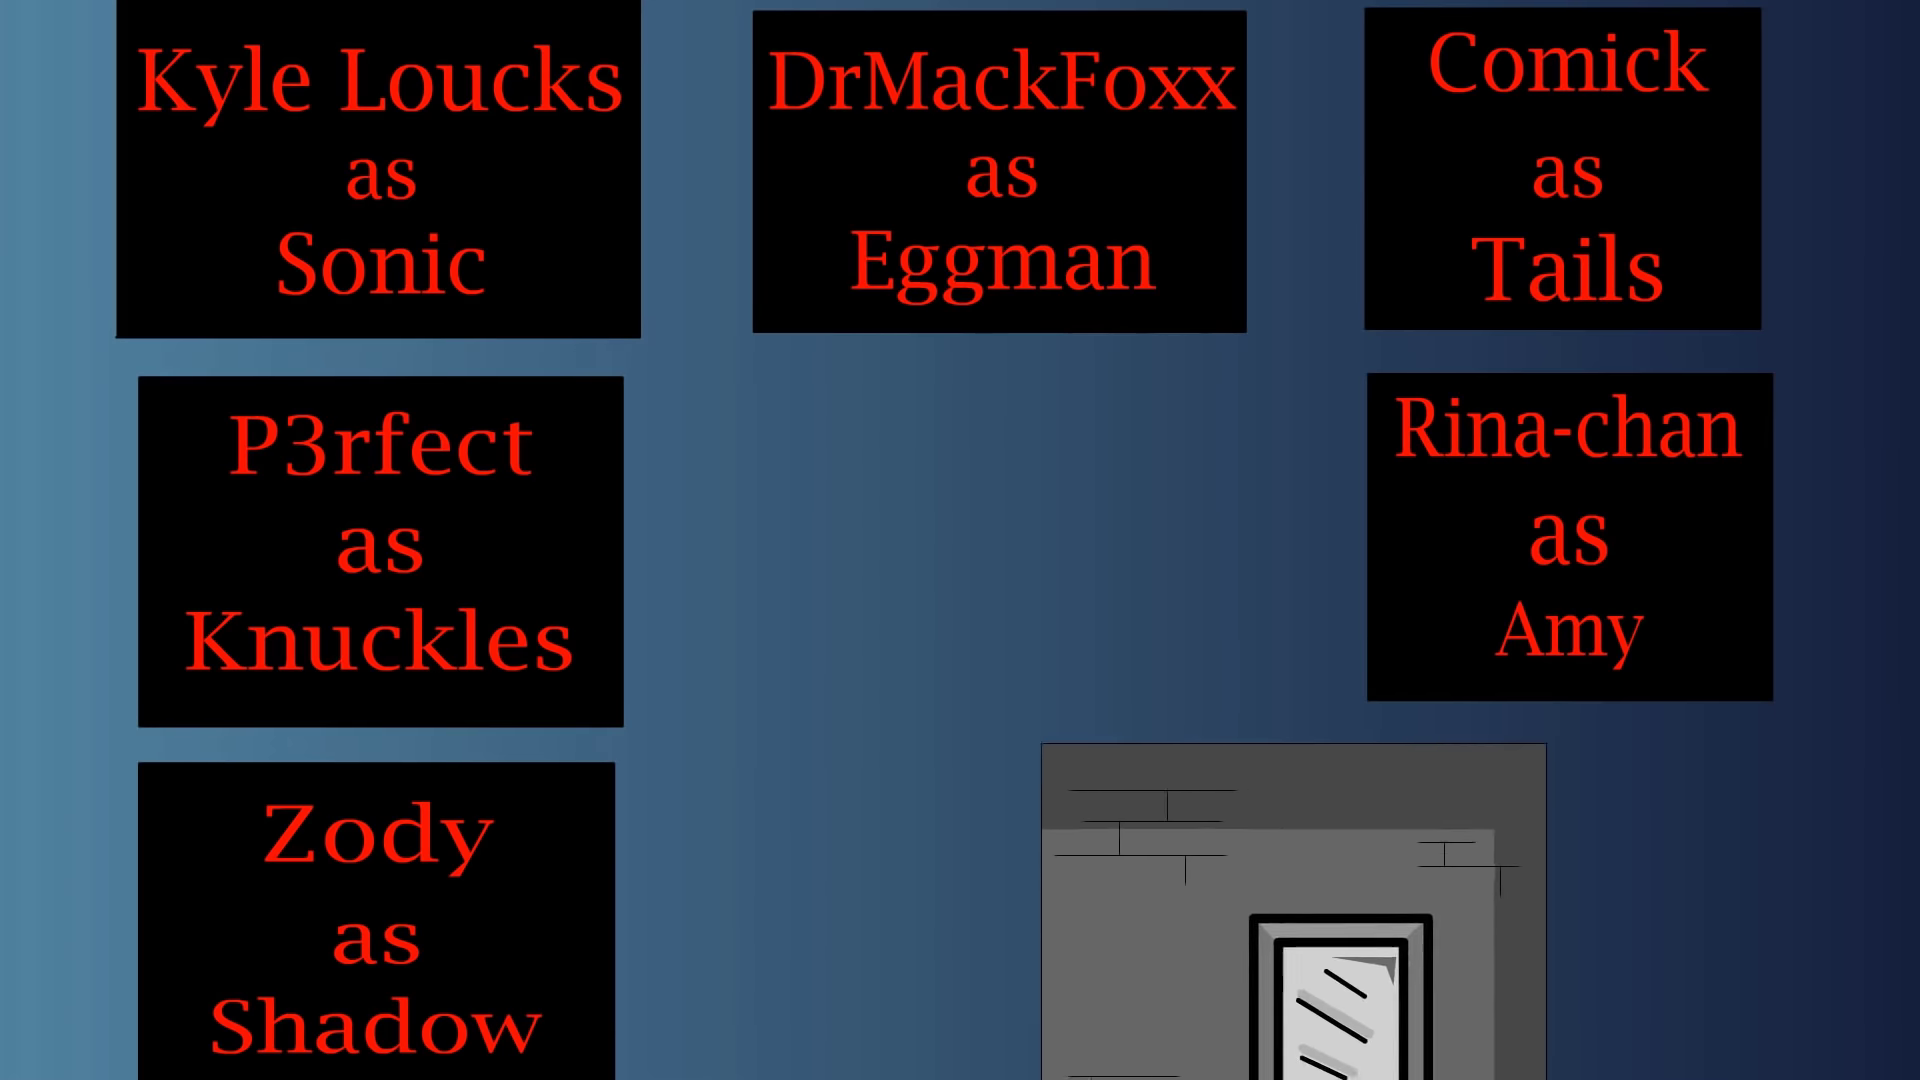 Kyle Loucks
as
Sonic
DrMackFoxx
as
Eggman
Comick
as
Tails
P3rfect
as
Knuckles
Rina-chan
as
Amy
Zody
as
Shadow